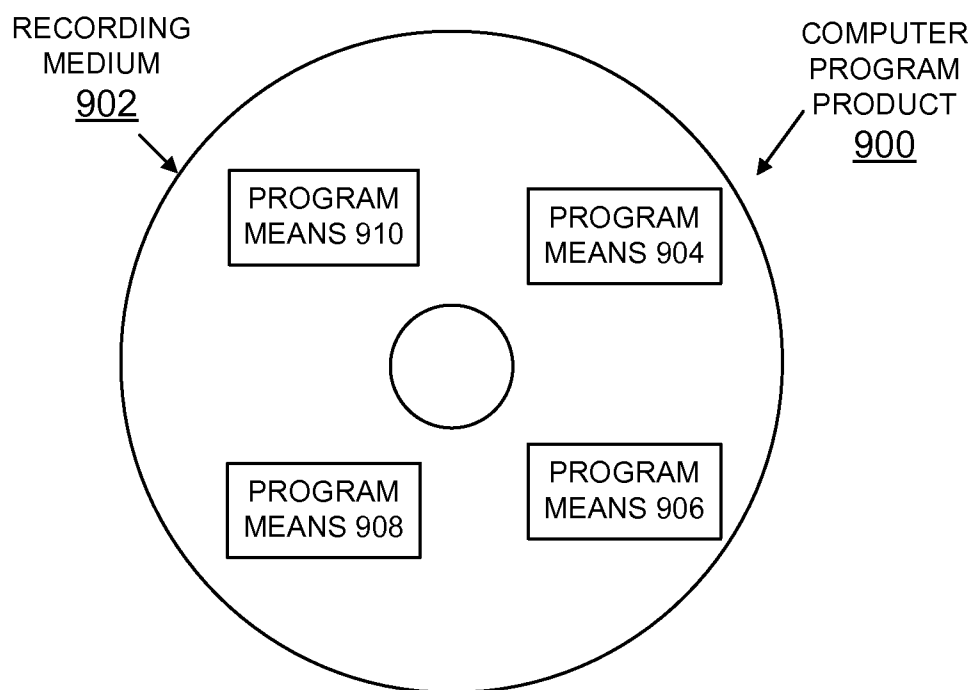 RECORDING
MEDIUM
902
COMPUTER
PROGRAM
PRODUCT
900
PROGRAM
MEANS 910
PROGRAM
MEANS 904
PROGRAM
MEANS 908
PROGRAM
MEANS 906